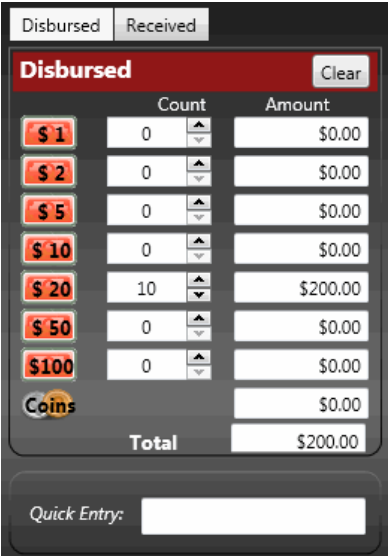 Disbursed Received
Disbursed Clear
Count Amount
$ 1 0 $0.00
$ 2 0 $0.00
$ 5 0 $0.00
$ 10 0 $0.00
$ 20 10 $200.00
$ 50 0 $0.00
$100 0 $0.00
Coins $0.00
Total $200.00
Quick Entry: